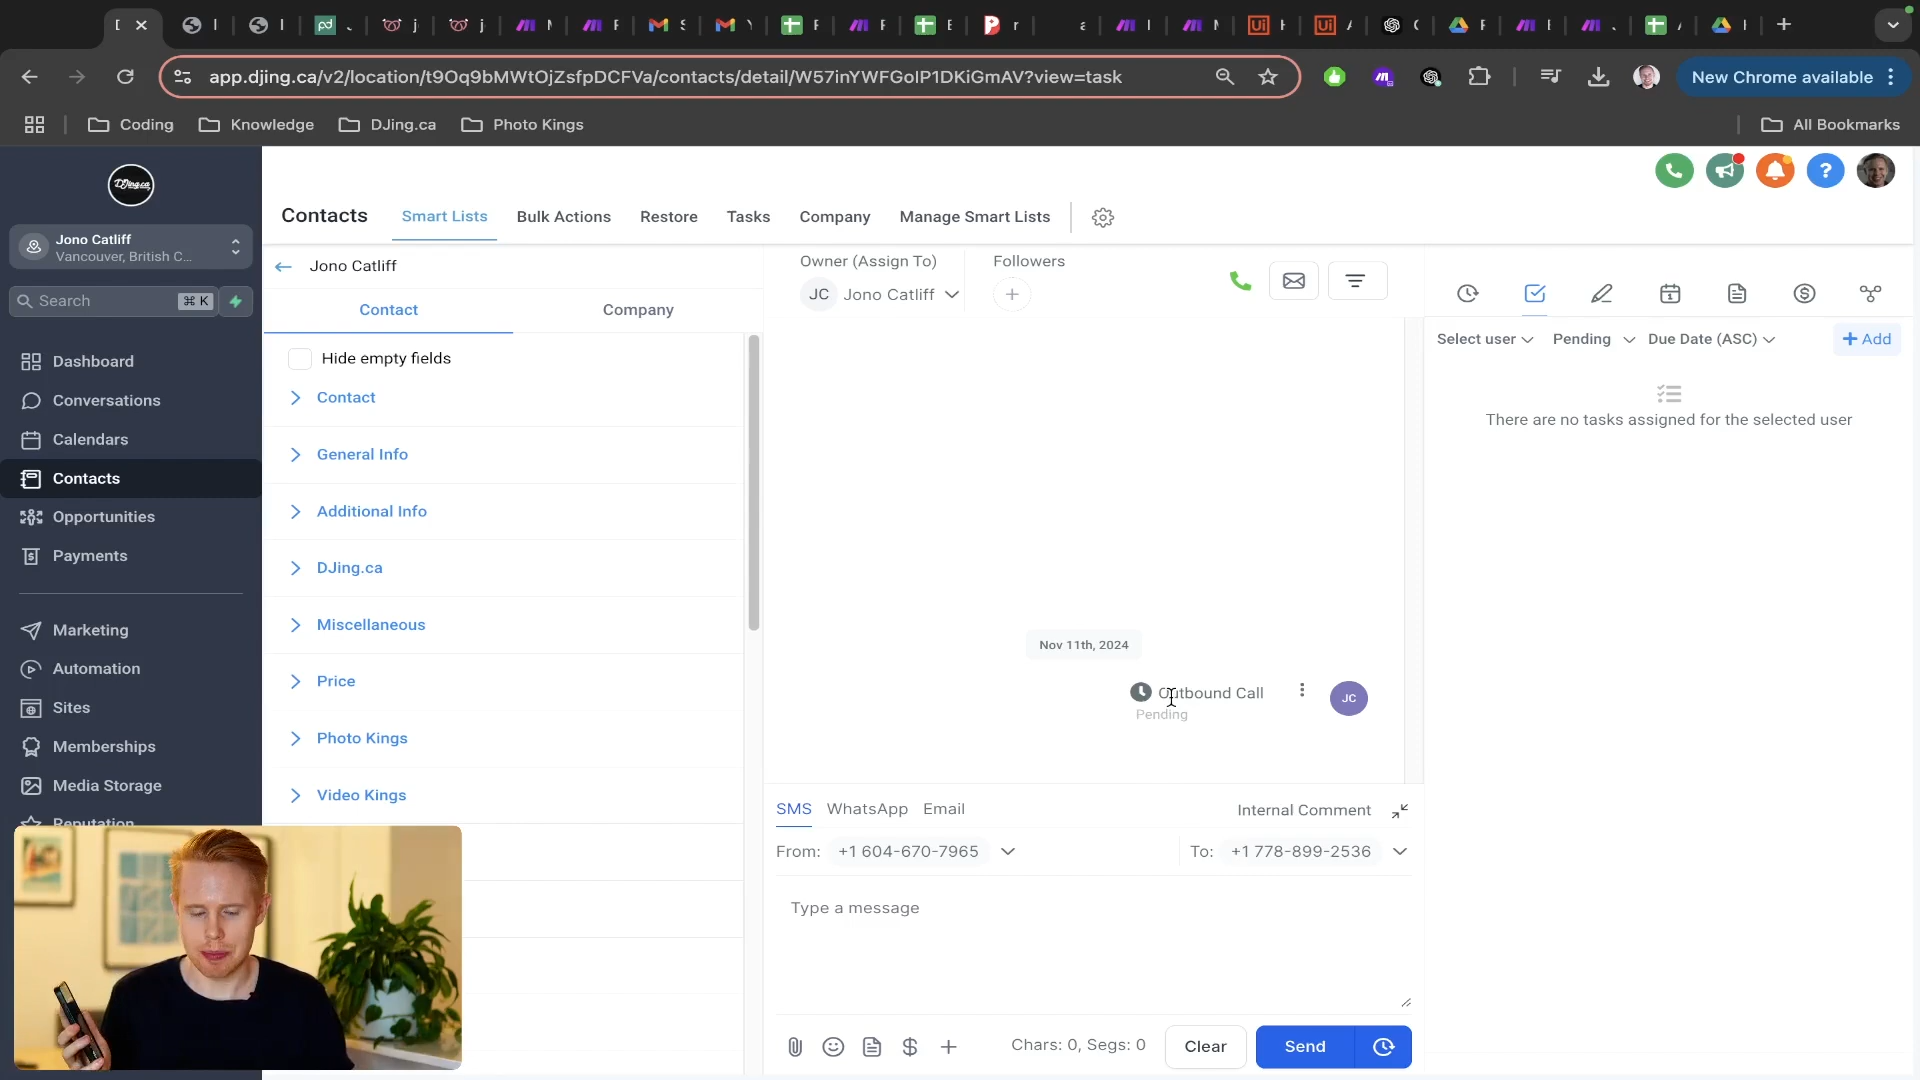 app.djing.ca/v2/location/t9Oq9bMWtOjZsfpDCFVa/contacts/detail/W57inYWFGoIP1DKiGmAV?view=task
New Chrome available
Coding
Knowledge
DJing.ca
Photo Kings
All Bookmarks
DJing.ca
Jono Catliff
Vancouver, British C...
Search
⌘ K
Dashboard
Conversations
Calendars
Contacts
Opportunities
Payments
Marketing
Automation
Sites
Memberships
Media Storage
Reputation
Contacts
Smart Lists
Bulk Actions
Restore
Tasks
Company
Manage Smart Lists
Jono Catliff
Contact
Company
Hide empty fields
Contact
General Info
Additional Info
DJing.ca
Miscellaneous
Price
Photo Kings
Video Kings
Owner (Assign To)
JC
Jono Catliff
Followers
Nov 11th, 2024
Outbound Call
Pending
JC
SMS
WhatsApp
Email
Internal Comment
From: +1 604-670-7965
To: +1 778-899-2536
Type a message
Chars: 0, Segs: 0
Clear
Send
Select user
Pending
Due Date (ASC)
+ Add
There are no tasks assigned for the selected user